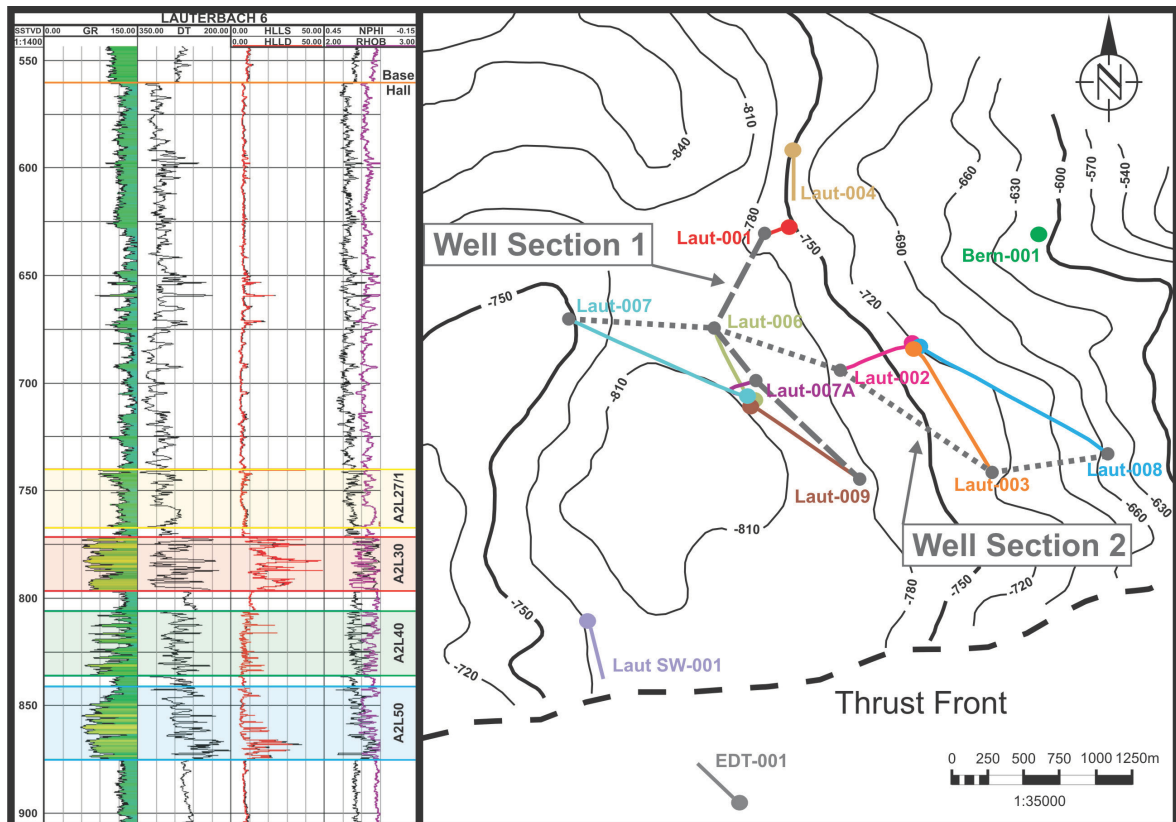 LAUTERBACH 6
SSTVD 0.00 GR 150.00 350.00 DT 200.00 0.00 HLLS 50.00 0.45 NPHI -0.15
1:1400 0.00 HLLD 50.00 2.00 RHOB 3.00
550
Base
Hall
600
650
700
750
800
850
900
A2L27/1
A2L30
A2L40
A2L50
N
-810
-840
-780
-750
-660
-630
-600
-570
-540
-690
-720
Laut-004
Laut-001
Well Section 1
Bern-001
-750
Laut-007
Laut-006
Laut-002
Laut-007A
-810
Laut-009
Laut-003
Laut-008
-660
-630
-810
Well Section 2
-780
-750
-720
-750
-720
Laut SW-001
Thrust Front
EDT-001
0 250 500 750 1000 1250m
1:35000